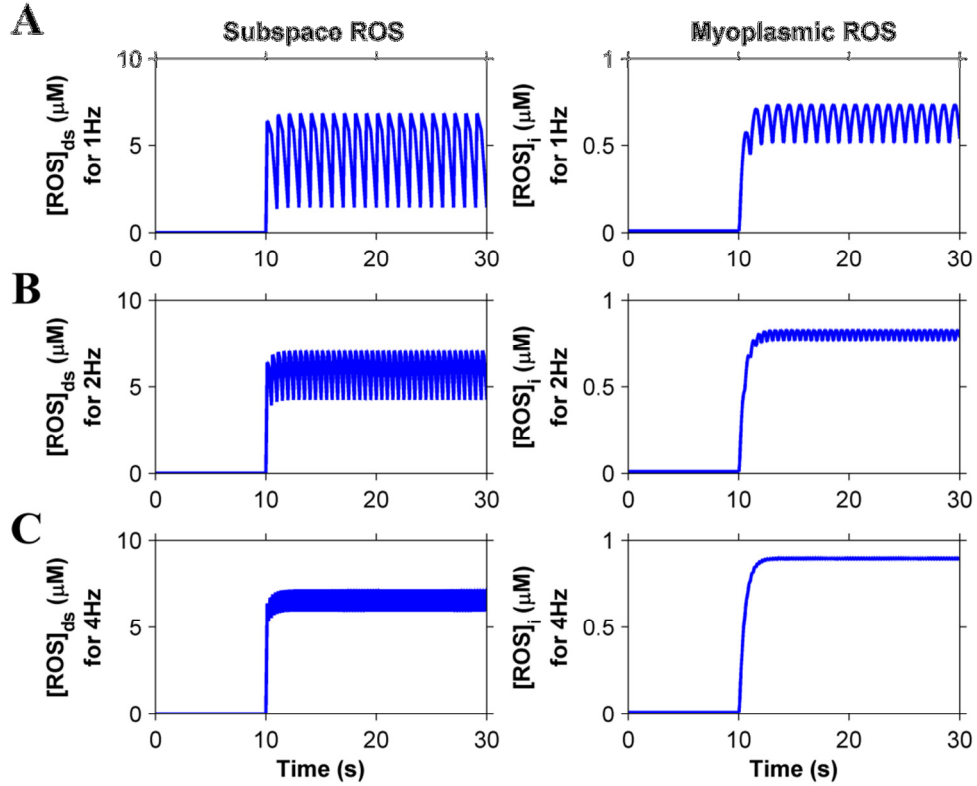 A
Subspace ROS
Myoplasmic ROS
[ROS]ds (μM)
for 1Hz
10
5
0
0
10
20
30
[ROS]i (μM)
for 1Hz
1
0.5
0
0
10
20
30
B
[ROS]ds (μM)
for 2Hz
10
5
0
0
10
20
30
[ROS]i (μM)
for 2Hz
1
0.5
0
0
10
20
30
C
[ROS]ds (μM)
for 4Hz
10
5
0
0
10
20
30
Time (s)
[ROS]i (μM)
for 4Hz
1
0.5
0
0
10
20
30
Time (s)